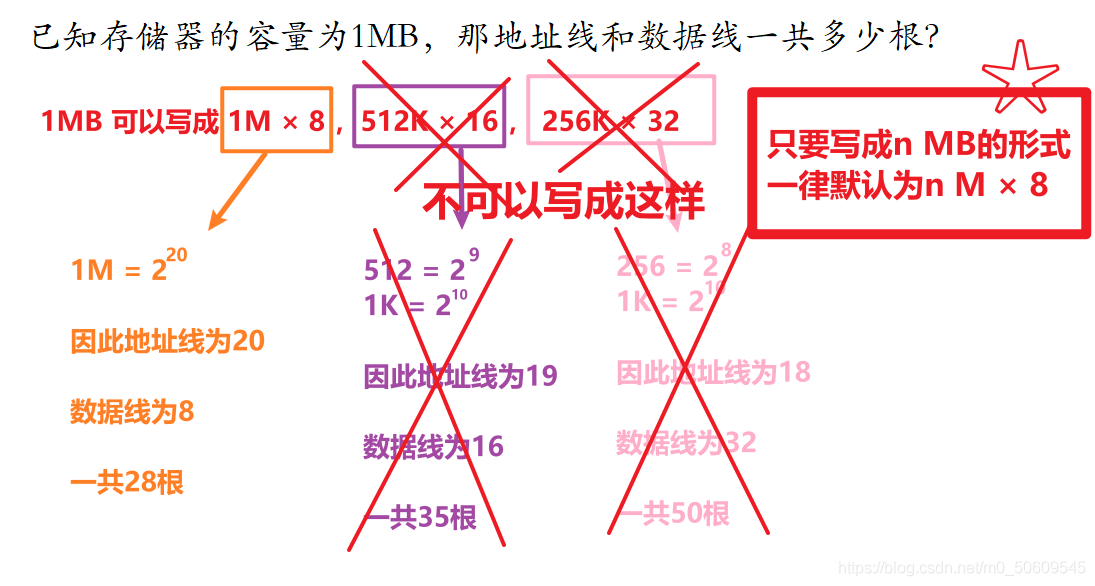 已知存储器的容量为1MB，那地址线和数据线一共多少根？
1MB 可以写成 1M × 8 ，512K × 16 ，256K × 32
只要写成n MB的形式
一律默认为n M × 8
不可以写成这样
1M = 2^20
因此地址线为20
数据线为8
一共28根
512 = 2^9
1K = 2^10
因此地址线为19
数据线为16
一共35根
256 = 2^8
1K = 2^10
因此地址线为18
数据线为32
一共50根
https://blog.csdn.net/m0_50609545